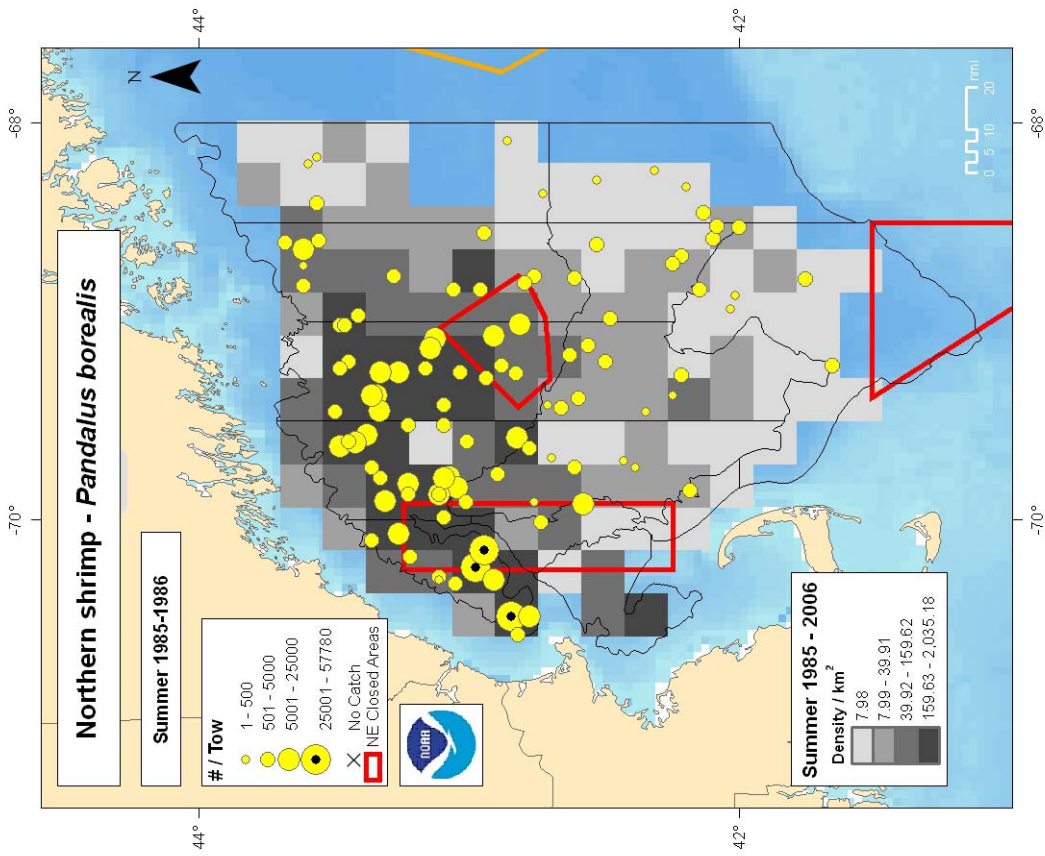 Northern shrimp - Pandalus borealis
Summer 1985-1986
# / Tow
1 - 500
501 - 5000
5001 - 25000
25001 - 57780
No Catch
NE Closed Areas
NOAA
Summer 1985 - 2006
Density / km²
7.98
7.99 - 39.91
39.92 - 159.62
159.63 - 2,035.18
N
0 5 10 20
nmi
-70°
-68°
-70°
-68°
44°
42°
44°
42°